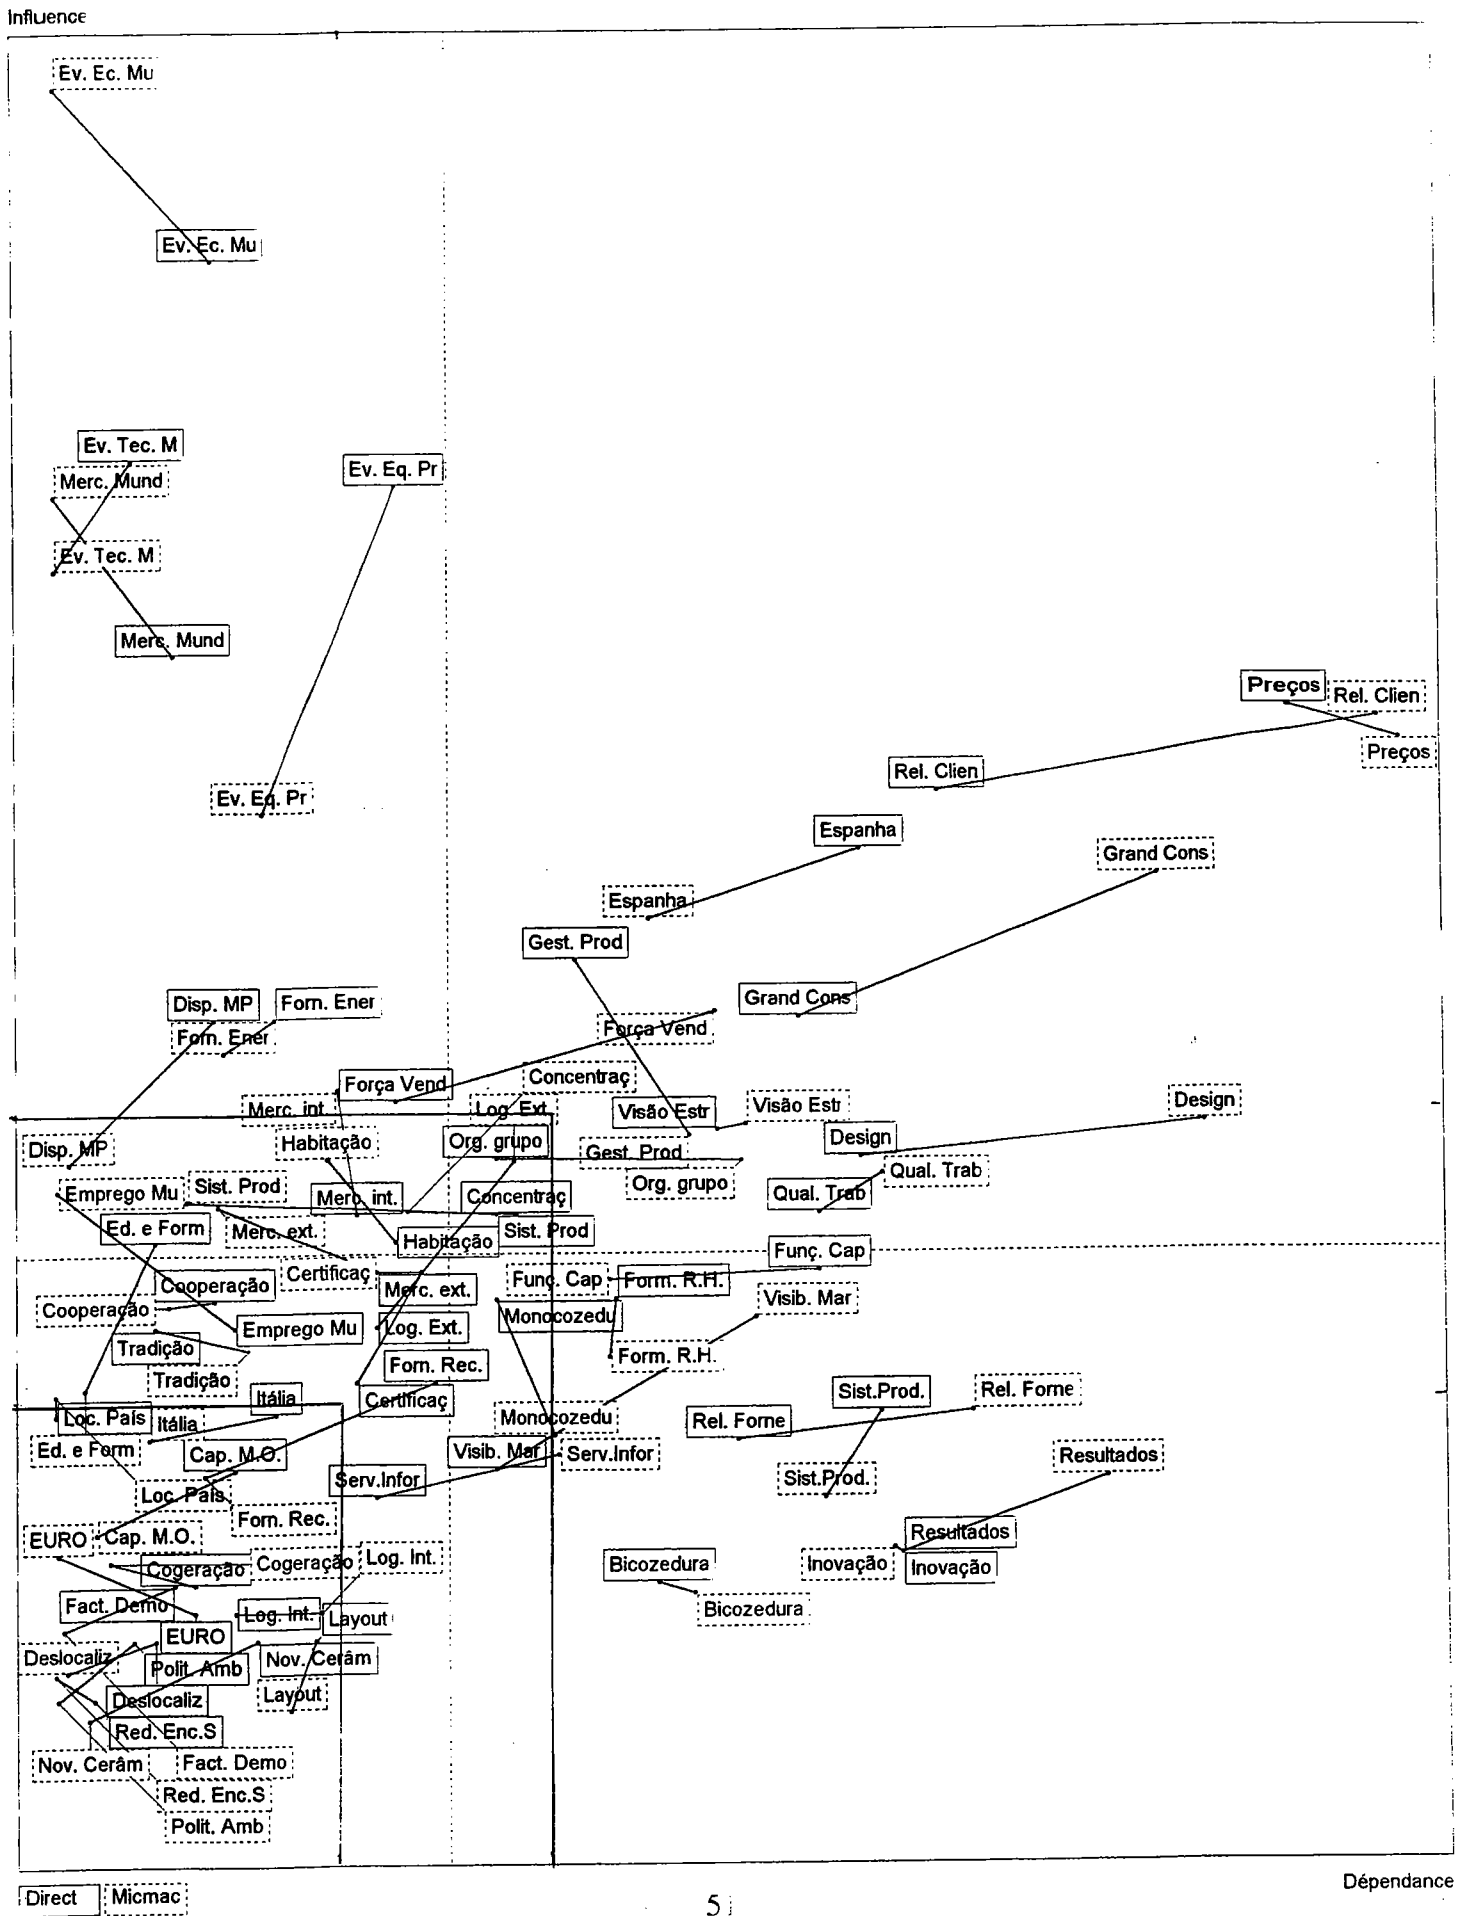 Influence
Ev. Ec. Mu
Ev. Ec. Mu
Ev. Tec. M
Ev. Eq. Pr
Merc. Mund
Ev. Tec. M
Merc. Mund
Preços
Rel. Clien
Preços
Rel. Clien
Ev. Eq. Pr
Espanha
Grand Cons
Espanha
Gest. Prod
Disp. MP
Forn. Ener
Grand Cons
Forn. Ener
Força Vend
Concentraç
Força Vend
Merc. int.
Log. Ext.
Visão Estr
Visão Estr
Design
Disp. MP
Habitação
Org. grupo
Gest. Prod
Design
Qual. Trab
Emprego Mu
Sist. Prod
Merc. int.
Concentraç
Org. grupo
Qual. Trab
Ed. e Form
Merc. ext.
Habitação
Sist. Prod
Funç. Cap
Cooperação
Certificaç
Merc. ext.
Funç. Cap
Form. R.H.
Visib. Mar
Cooperação
Monocozedu
Emprego Mu
Log. Ext.
Tradição
Forn. Rec.
Form. R.H.
Tradição
Itália
Certificaç
Sist.Prod.
Rel. Forne
Loc. País
Itália
Monocozedu
Rel. Forne
Ed. e Form
Cap. M.O.
Visib. Mar
Serv.Infor
Resultados
Serv.Infor
Sist.Prod.
Loc. País
Forn. Rec.
EURO
Cap. M.O.
Resultados
Cogeração
Cogeração
Log. Int.
Bicozedura
Inovação
Inovação
Fact. Demo
Log. Int.
Layout
Bicozedura
EURO
Deslocaliz
Polit. Amb
Nov. Cerâm
Deslocaliz
Layout
Red. Enc.S
Nov. Cerâm
Fact. Demo
Red. Enc.S
Polit. Amb
Dépendance
Direct
Micmac
5